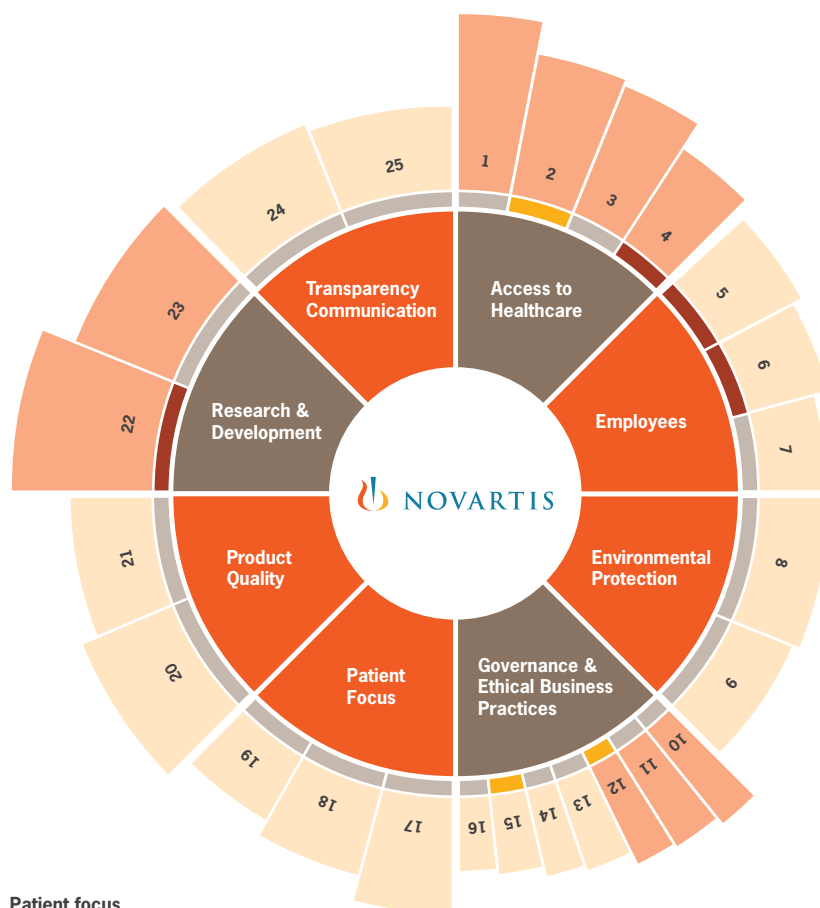 1
2
3
4
5
6
7
8
9
10
11
12
13
14
15
16
17
18
19
20
21
22
23
24
25
Transparency
Communication
Access to
Healthcare
Research &
Development
Employees
NOVARTIS
Product
Quality
Environmental
Protection
Patient
Focus
Governance &
Ethical Business
Practices
Patient focus